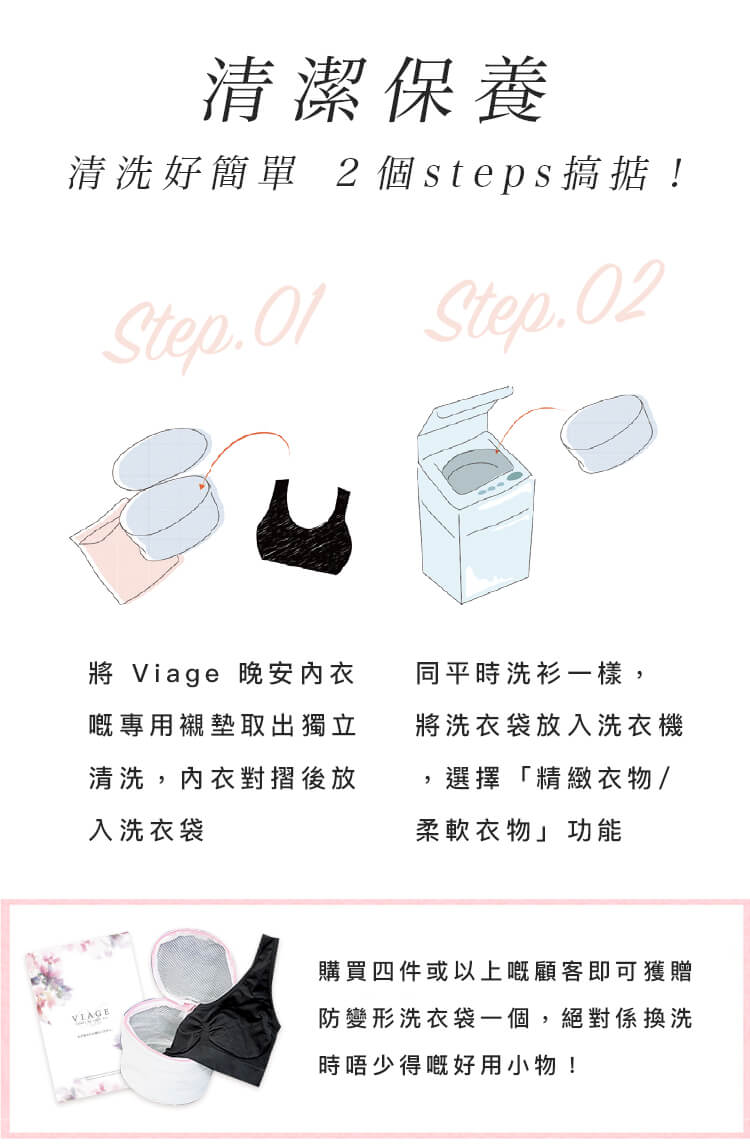 清潔保養
清洗好簡單 2個steps搞掂！
Step.01
Step.02
將 Viage 晚安內衣
嘅專用襯墊取出獨立
清洗，內衣對摺後放
入洗衣袋
同平時洗衫一樣，
將洗衣袋放入洗衣機
，選擇「精緻衣物/
柔軟衣物」功能
VIAGE
購買四件或以上嘅顧客即可獲贈
防變形洗衣袋一個，絕對係換洗
時唔少得嘅好用小物！